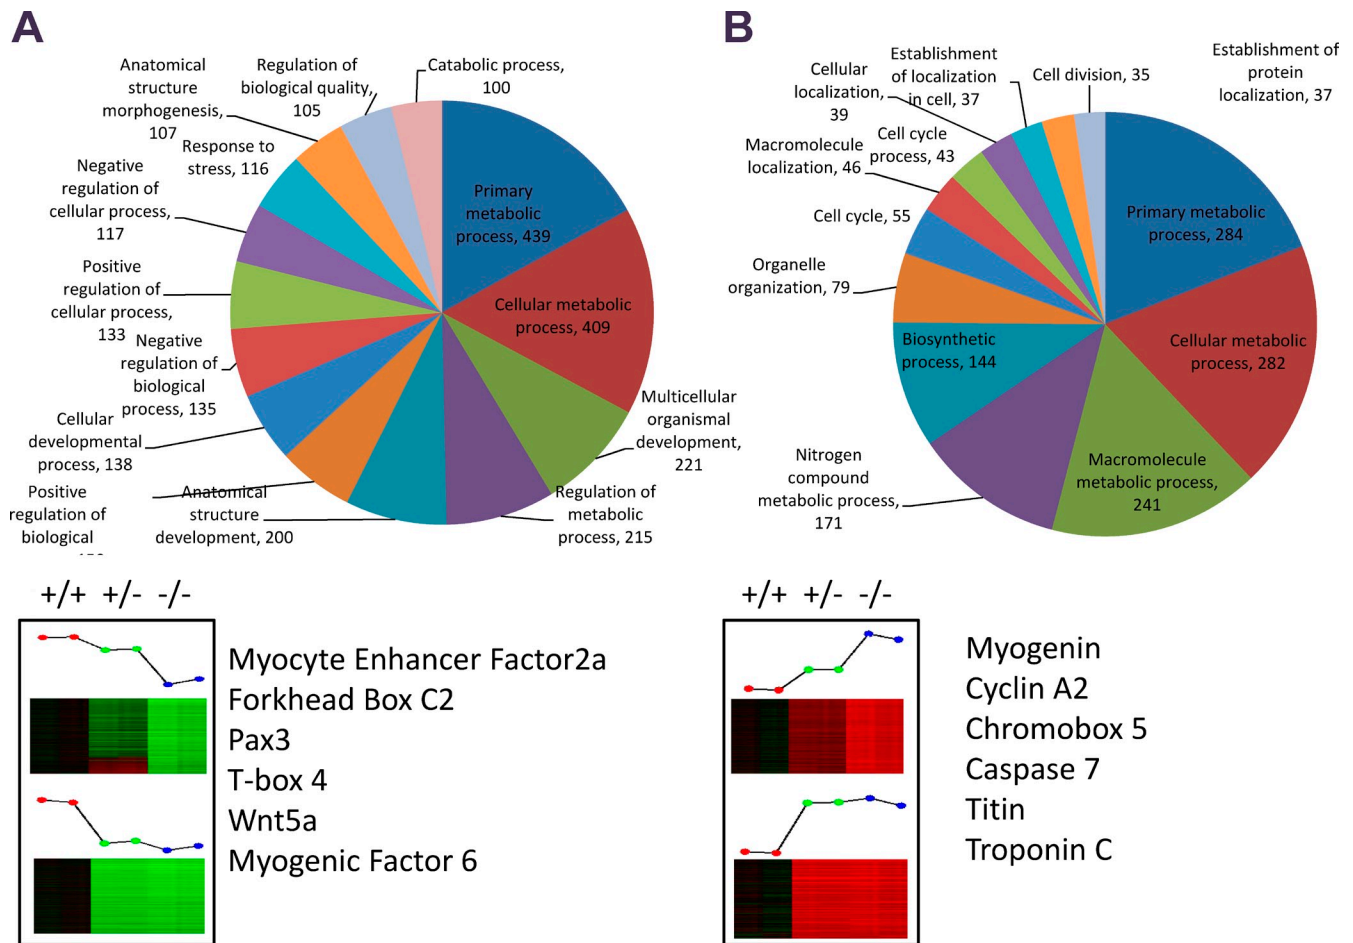 A
Anatomical
structure
morphogenesis,
107
Regulation of
biological quality,
105
Catabolic process,
100
Response to
stress, 116
Negative
regulation of
cellular process,
117
Positive
regulation of
cellular process,
133
Negative
regulation of
biological
process, 135
Cellular
developmental
process, 138
Positive
regulation of
biological
Anatomical
structure
development, 200
Regulation of
metabolic
process, 215
Multicellular
organismal
development,
221
Cellular metabolic
process, 409
Primary
metabolic
process, 439
B
Establishment
of localization
in cell, 37
Cell division, 35
Establishment of
protein
localization, 37
Cellular
localization,
39
Cell cycle
process, 43
Macromolecule
localization, 46
Cell cycle, 55
Organelle
organization, 79
Biosynthetic
process, 144
Nitrogen
compound
metabolic process,
171
Macromolecule
metabolic process,
241
Cellular metabolic
process, 282
Primary metabolic
process, 284
+/+ +/- -/-
Myocyte Enhancer Factor2a
Forkhead Box C2
Pax3
T-box 4
Wnt5a
Myogenic Factor 6
+/+ +/- -/-
Myogenin
Cyclin A2
Chromobox 5
Caspase 7
Titin
Troponin C